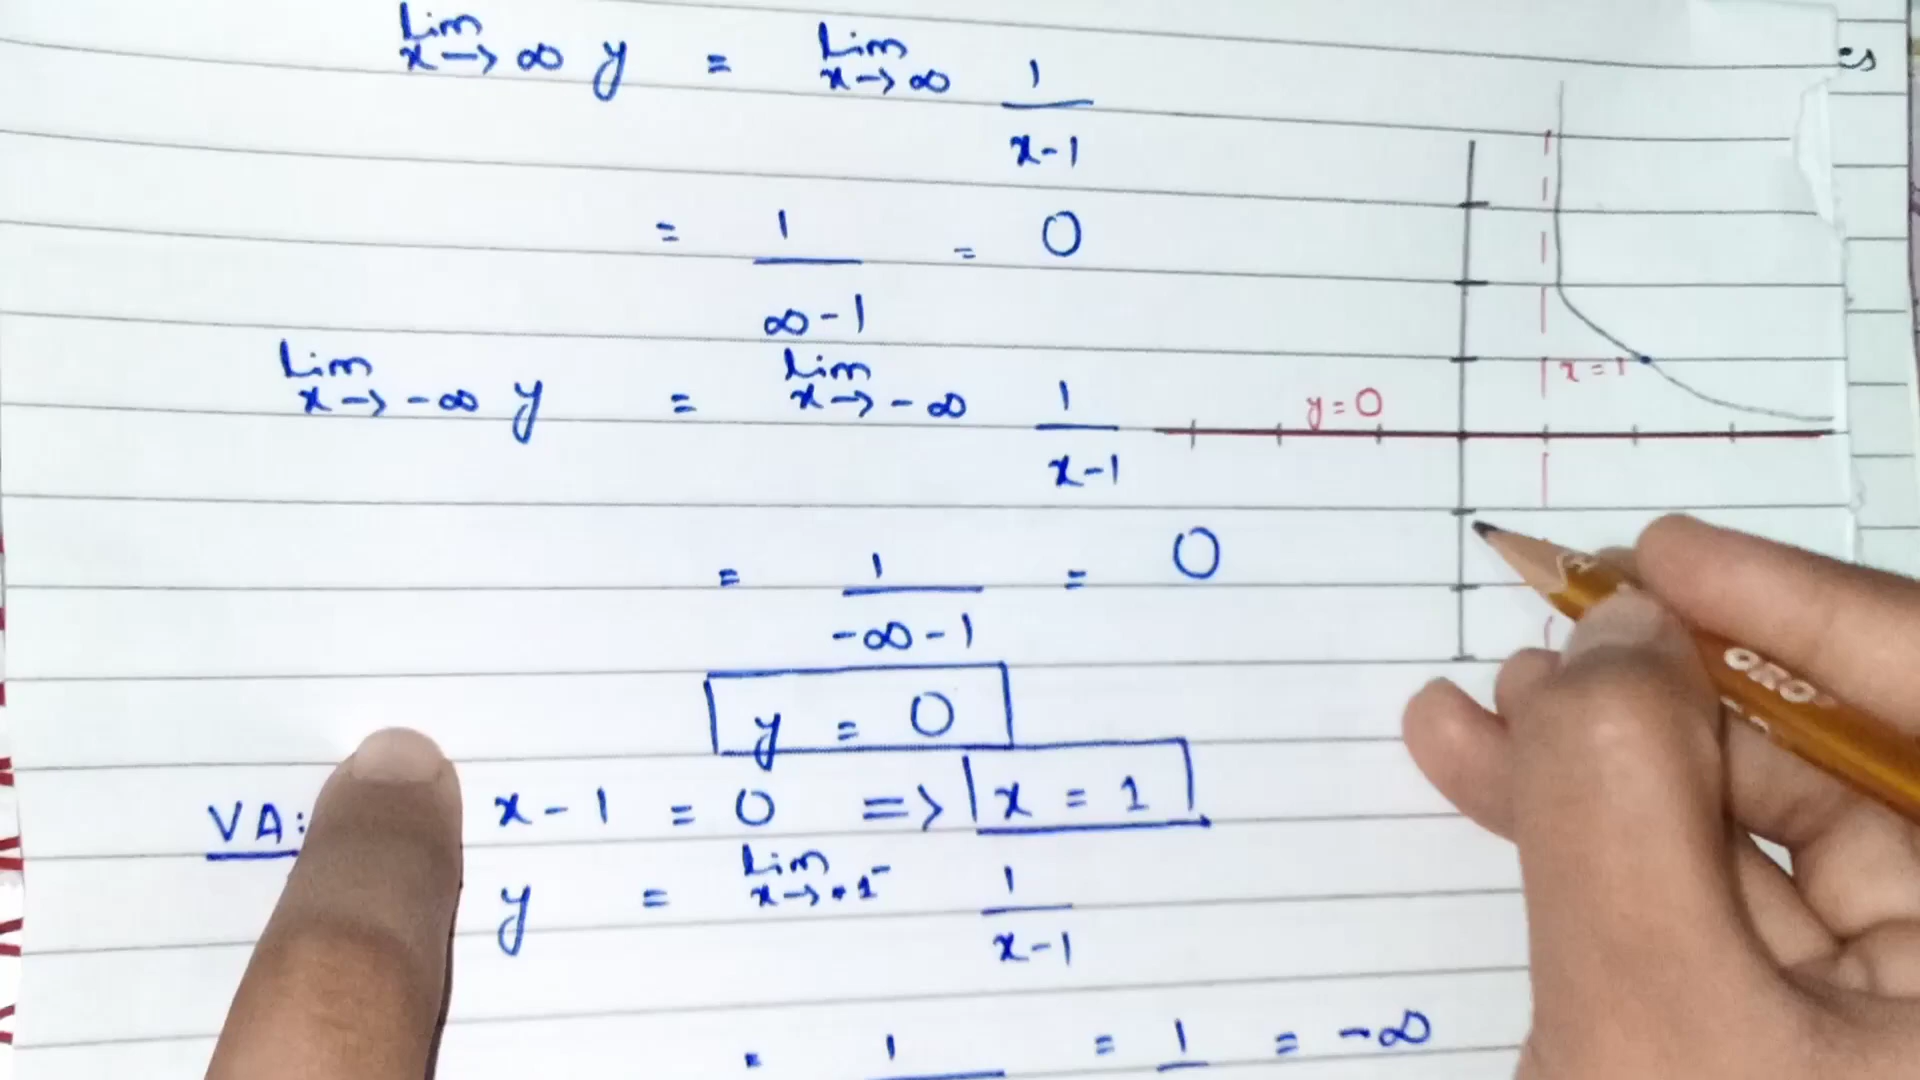 lim x→∞ y = lim x→∞ 1/x-1
= 1/∞-1 = 0
lim x→-∞ y = lim x→-∞ 1/x-1
= 1/-∞-1 = 0
y = 0
VA: x-1 = 0 => x = 1
y = lim x→1⁻ 1/x-1
= 1 = 1 = -∞
y = 0
x = 1
ORO